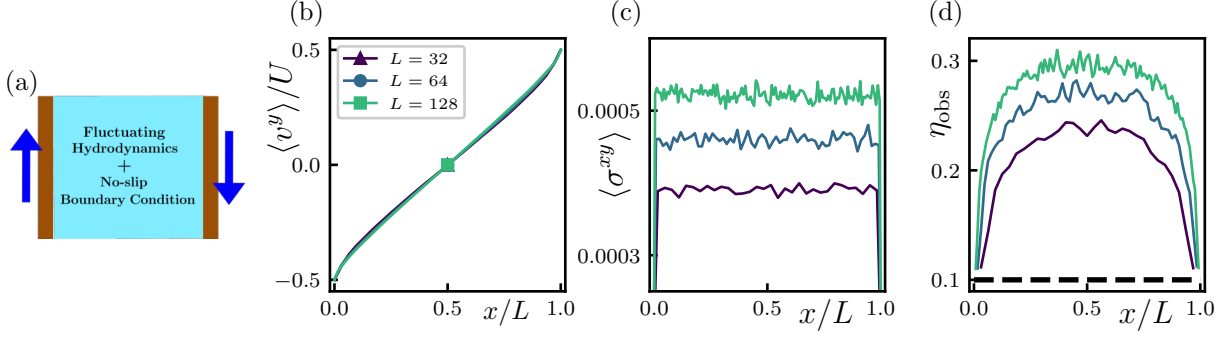 (a)
Fluctuating
Hydrodynamics
+
No-slip
Boundary Condition
(b)
⟨v^y⟩/U
0.5
0.0
−0.5
L = 32
L = 64
L = 128
0.0
0.5
1.0
x/L
(c)
⟨σ^{xy}⟩
0.0005
0.0003
0.0
0.5
1.0
x/L
(d)
η_obs
0.3
0.2
0.1
0.0
0.5
1.0
x/L